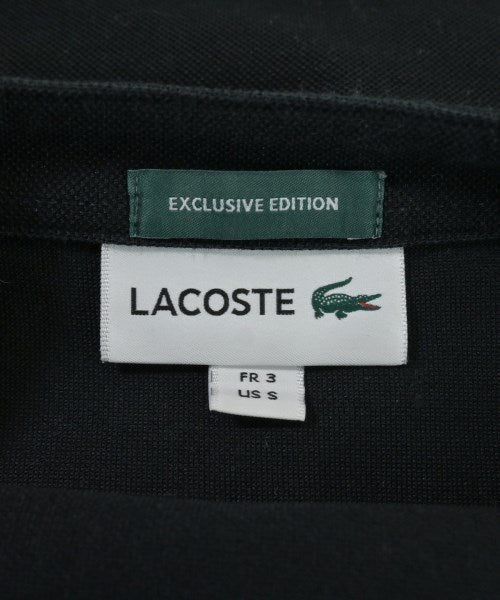 EXCLUSIVE EDITION
LACOSTE
FR 3
US S